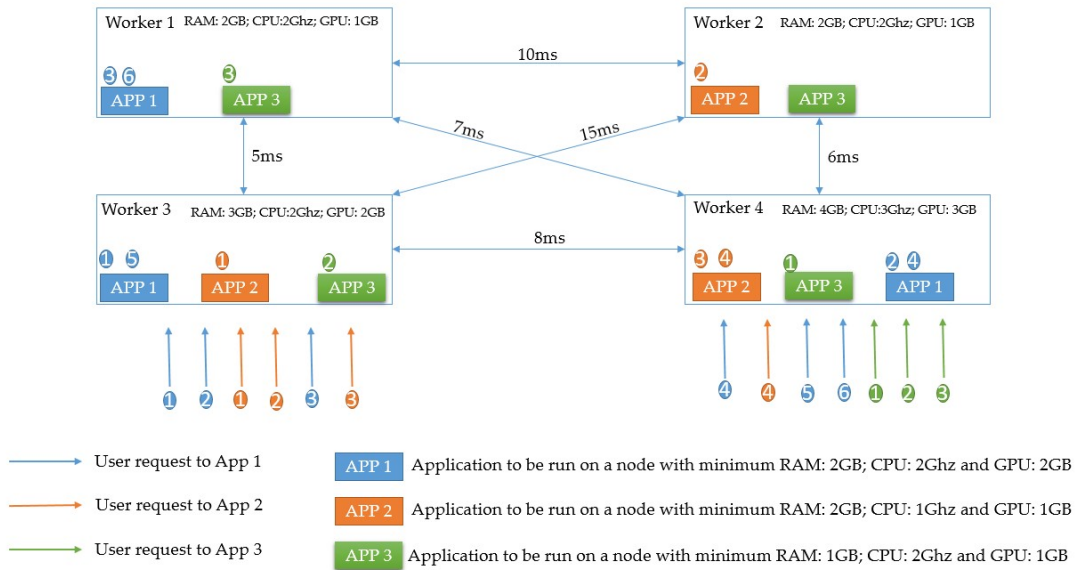 Worker 1 RAM: 2GB; CPU:2Ghz; GPU: 1GB
3 6 3
APP 1 APP 3
Worker 2 RAM: 2GB; CPU:2Ghz; GPU: 1GB
2
APP 2 APP 3
10ms
7ms
15ms
5ms
6ms
8ms
Worker 3 RAM: 3GB; CPU:2Ghz; GPU: 2GB
1 5 1 2
APP 1 APP 2 APP 3
Worker 4 RAM: 4GB; CPU:3Ghz; GPU: 3GB
3 4 1 2 4
APP 2 APP 3 APP 1
1 2 1 2 3 3
4 4 5 6 1 2 3
User request to App 1
APP 1 Application to be run on a node with minimum RAM: 2GB; CPU: 2Ghz and GPU: 2GB
User request to App 2
APP 2 Application to be run on a node with minimum RAM: 2GB; CPU: 1Ghz and GPU: 1GB
User request to App 3
APP 3 Application to be run on a node with minimum RAM: 1GB; CPU: 2Ghz and GPU: 1GB